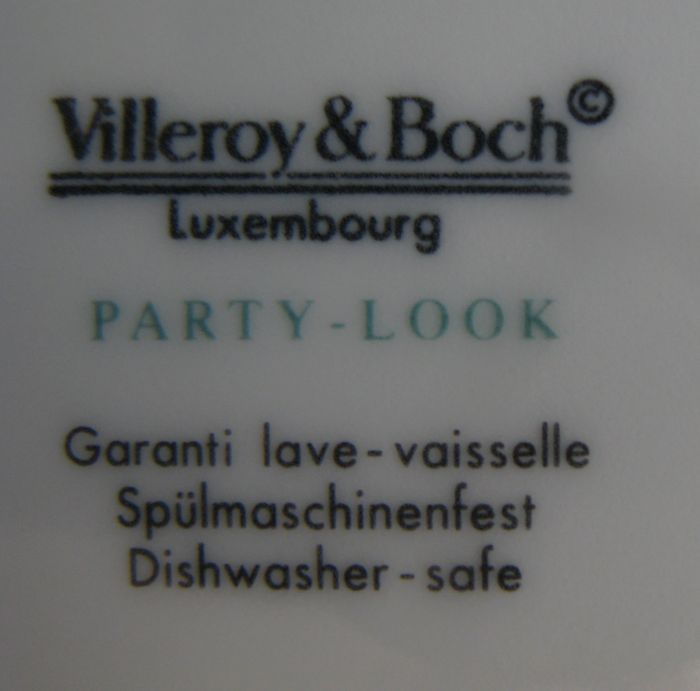 Villeroy & Boch©
Luxembourg
PARTY-LOOK
Garanti lave-vaisselle
Spülmaschinenfest
Dishwasher-safe